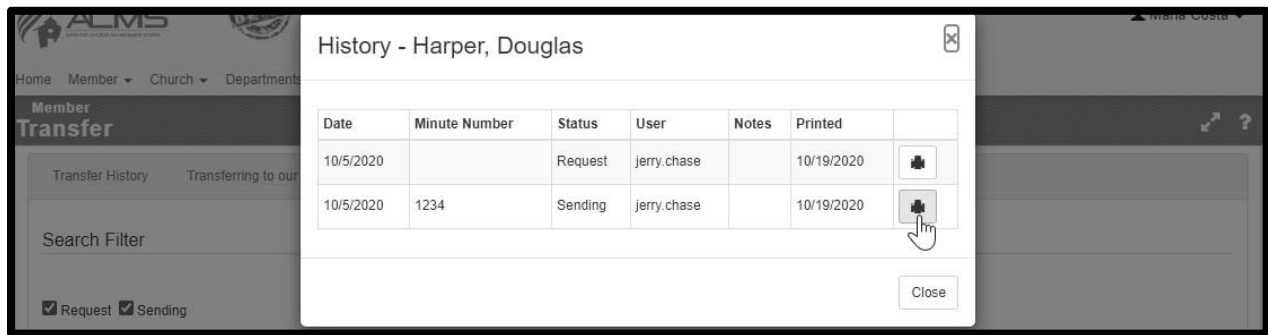 ALMS
Maria Costa
History - Harper, Douglas
×
Home Member Church Departments
Member
Transfer
?
Date Minute Number Status User Notes Printed
10/5/2020 Request jerry.chase 10/19/2020
10/5/2020 1234 Sending jerry.chase 10/19/2020
Transfer History Transferring to our
Search Filter
Request Sending
Close